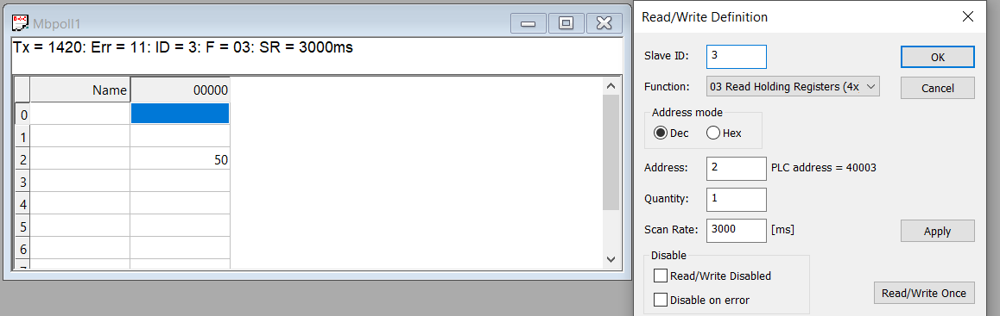 Mbpoll1
Tx = 1420: Err = 11: ID = 3: F = 03: SR = 3000ms
Name 00000
0
1
2 50
3
4
5
6
Read/Write Definition
Slave ID: 3 OK
Function: 03 Read Holding Registers (4x Cancel
Address mode
Dec Hex
Address: 2 PLC address = 40003
Quantity: 1
Scan Rate: 3000 [ms] Apply
Disable
Read/Write Disabled
Disable on error
Read/Write Once